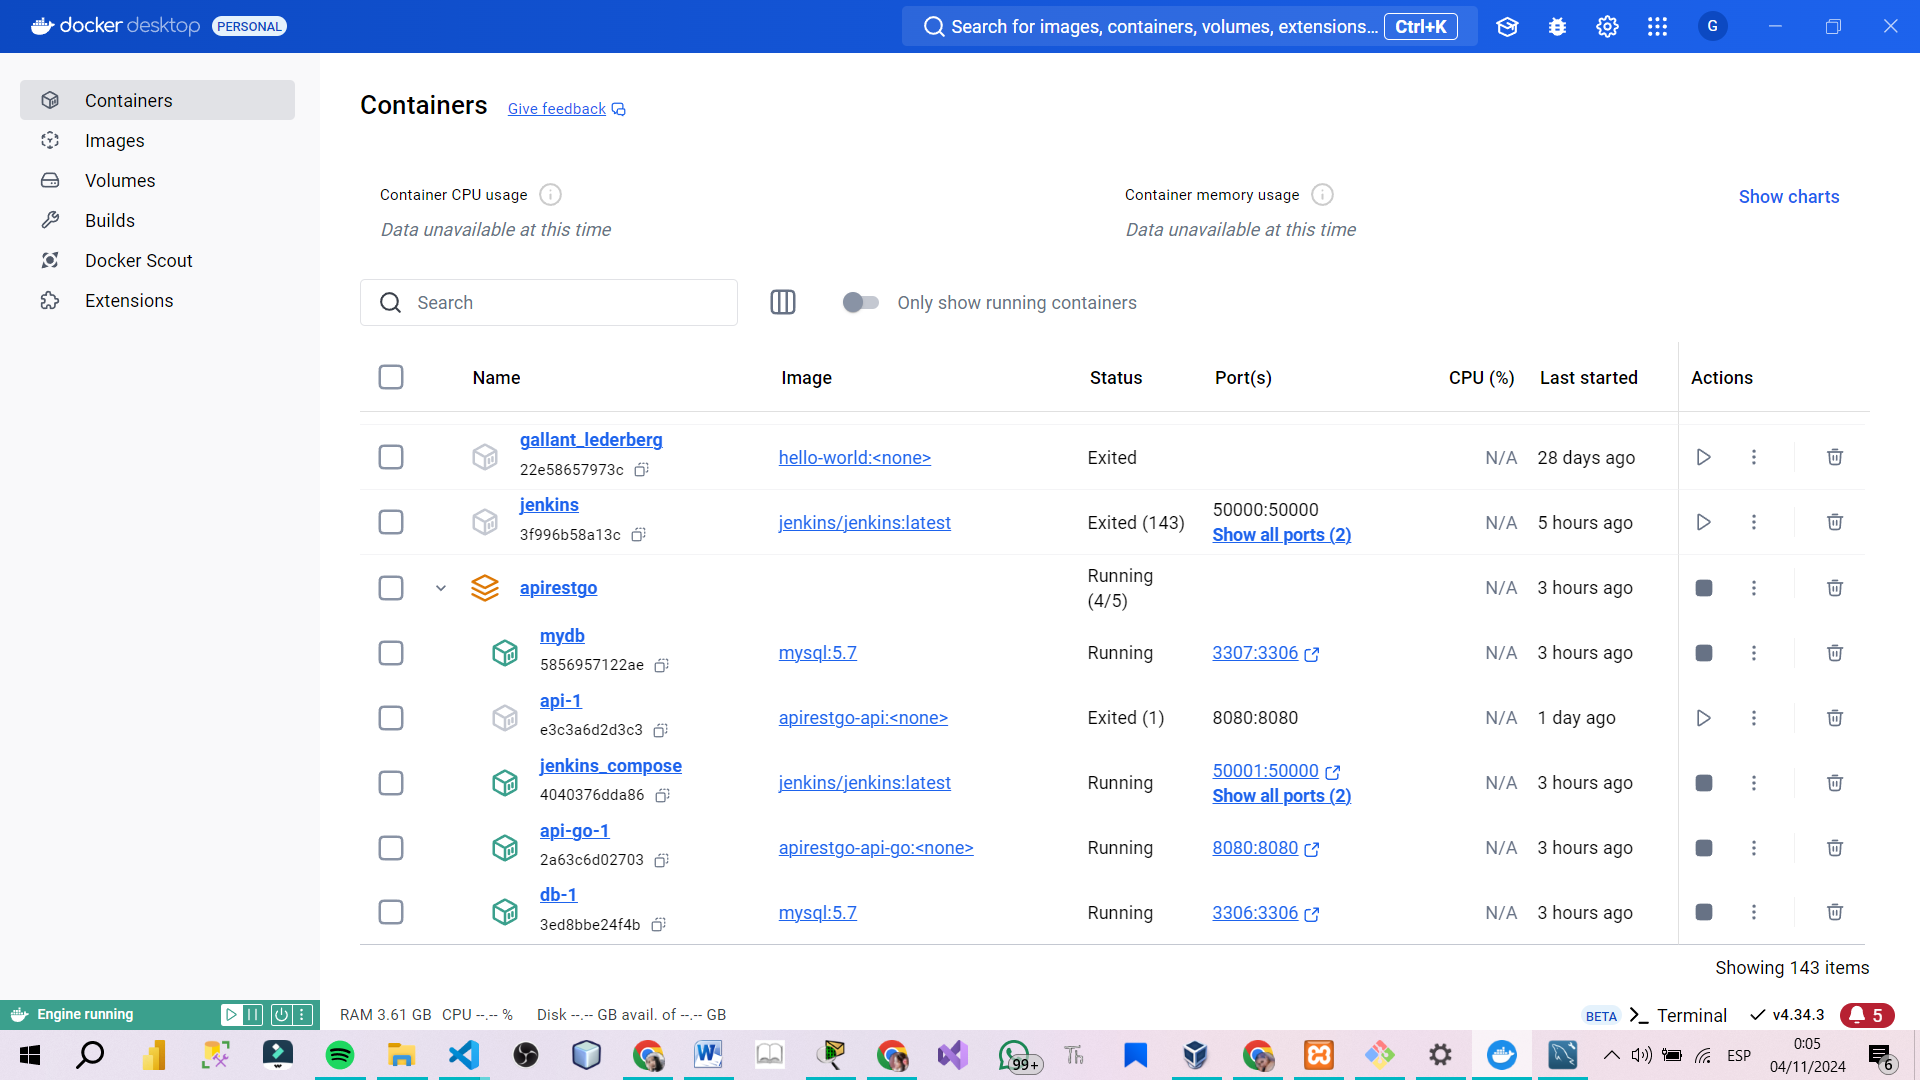 docker desktop PERSONAL
Search for images, containers, volumes, extensions... Ctrl+K
G
Containers
Images
Volumes
Builds
Docker Scout
Extensions
Containers Give feedback
Container CPU usage
Data unavailable at this time
Container memory usage
Data unavailable at this time
Show charts
Search
Only show running containers
Name Image Status Port(s) CPU (%) Last started Actions
gallant_lederberg
22e58657973c
hello-world:<none> Exited N/A 28 days ago
jenkins
3f996b58a13c
jenkins/jenkins:latest Exited (143)
50000:50000
Show all ports (2)
N/A 5 hours ago
apirestgo
Running
(4/5)
N/A 3 hours ago
mydb
5856957122ae
mysql:5.7 Running 3307:3306 N/A 3 hours ago
api-1
e3c3a6d2d3c3
apirestgo-api:<none> Exited (1) 8080:8080 N/A 1 day ago
jenkins_compose
4040376dda86
jenkins/jenkins:latest Running
50001:50000
Show all ports (2)
N/A 3 hours ago
api-go-1
2a63c6d02703
apirestgo-api-go:<none> Running 8080:8080 N/A 3 hours ago
db-1
3ed8bbe24f4b
mysql:5.7 Running 3306:3306 N/A 3 hours ago
Showing 143 items
Engine running
RAM 3.61 GB CPU --.-- % Disk --.-- GB avail. of --.-- GB
BETA Terminal v4.34.3 5
99+
ESP
0:05
04/11/2024
6